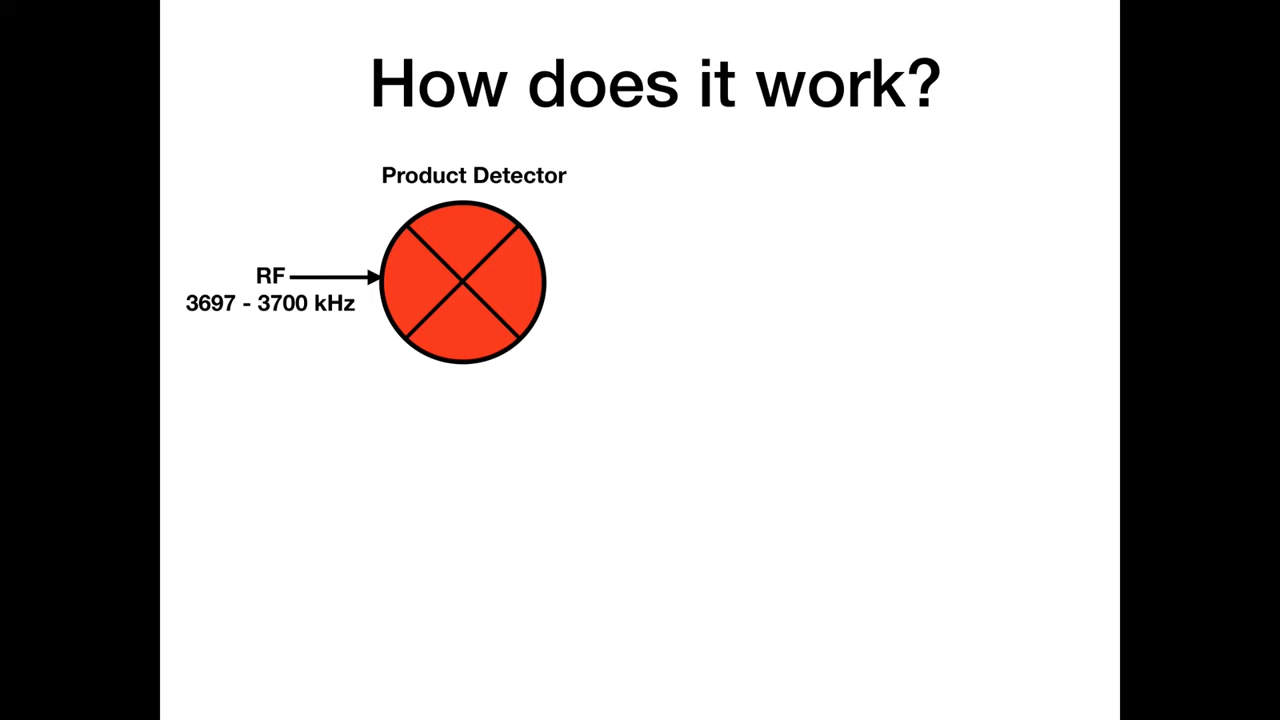 How does it work?
Product Detector
RF
3697 - 3700 kHz